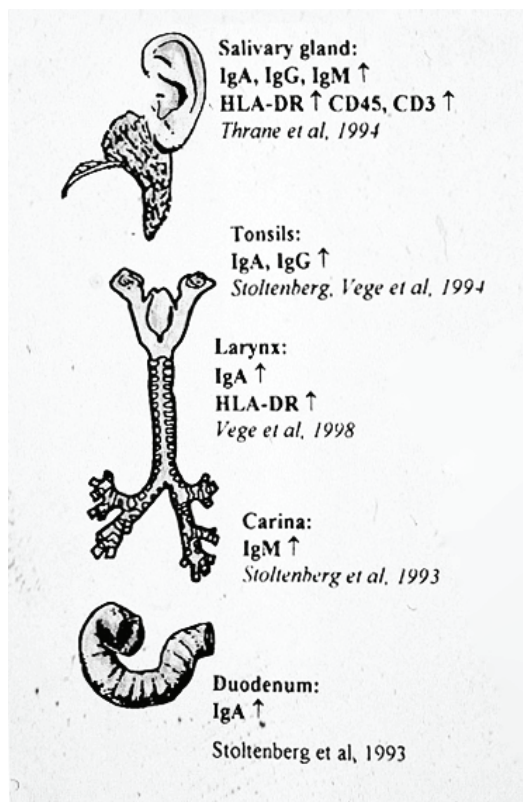 Salivary gland:
IgA, IgG, IgM ↑
HLA-DR ↑ CD45, CD3 ↑
Thrane et al, 1994
Tonsils:
IgA, IgG ↑
Stoltenberg, Vege et al, 1994
Larynx:
IgA ↑
HLA-DR ↑
Vege et al, 1998
Carina:
IgM ↑
Stoltenberg et al, 1993
Duodenum:
IgA ↑
Stoltenberg et al, 1993